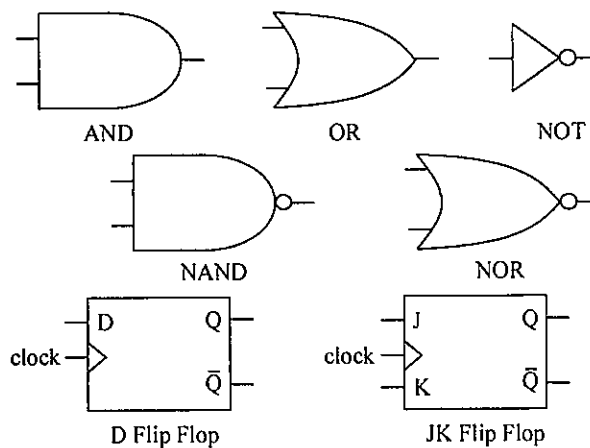 AND OR NOT
NAND NOR
D Q J Q
clock clock
Q̅ K Q̅
D Flip Flop JK Flip Flop